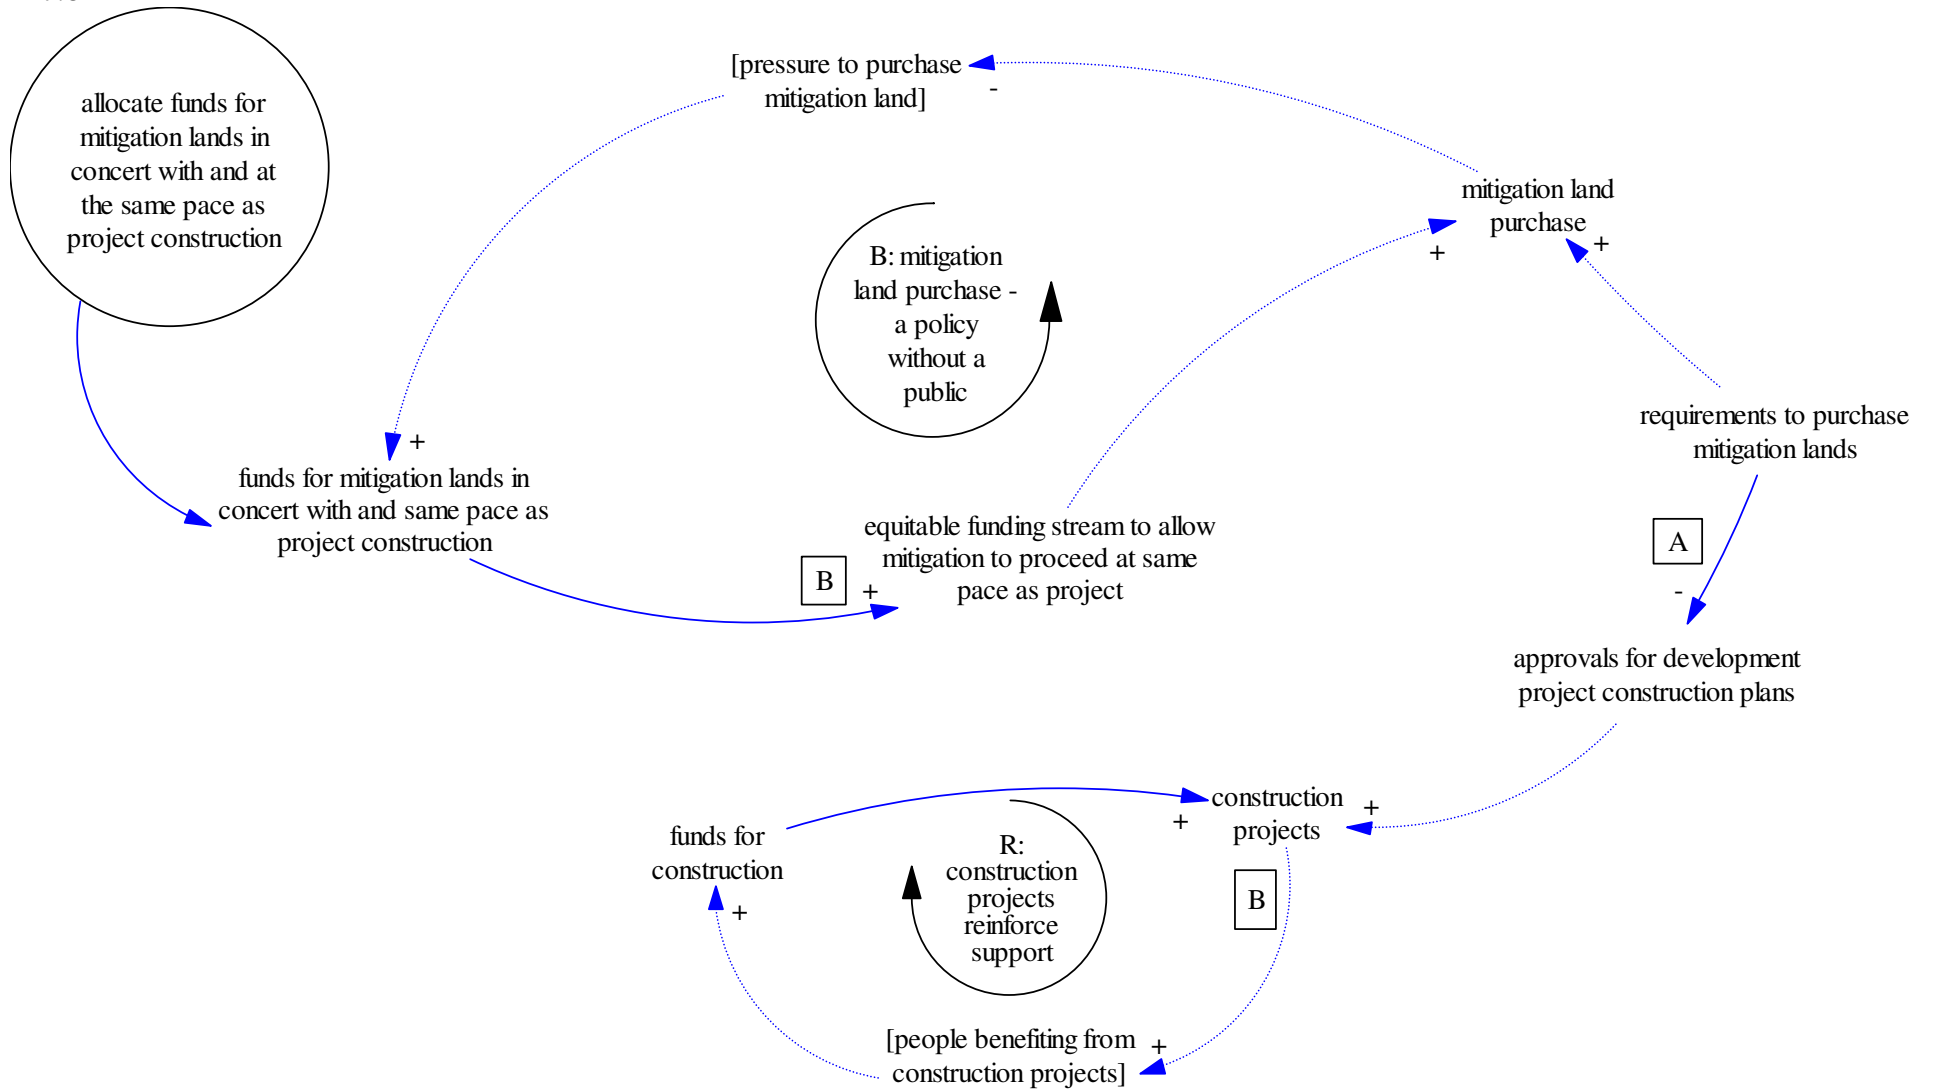 allocate funds for
mitigation lands in
concert with and at
the same pace as
project construction
[pressure to purchase
mitigation land]
-
mitigation land
purchase
+
+
B: mitigation
land purchase -
a policy
without a
public
requirements to purchase
mitigation lands
+
funds for mitigation lands in
concert with and same pace as
project construction
equitable funding stream to allow
mitigation to proceed at same
pace as project
B
+
A
-
approvals for development
project construction plans
construction
projects
+
+
funds for
construction
+
R:
construction
projects
reinforce
support
B
[people benefiting from
construction projects]
+